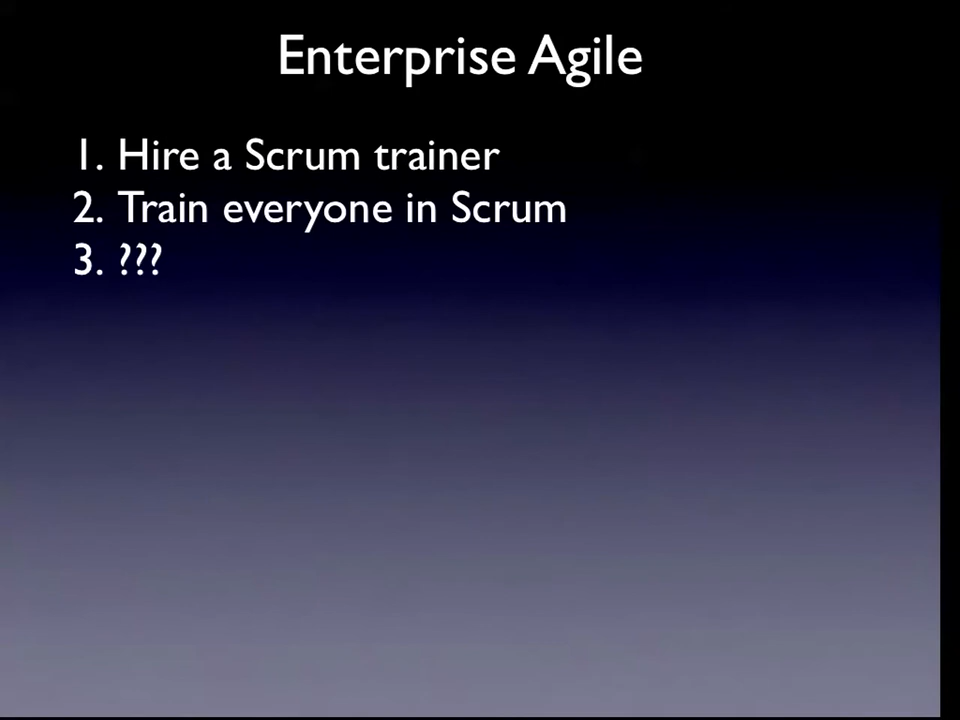 Enterprise Agile
1. Hire a Scrum trainer
2. Train everyone in Scrum
3. ???